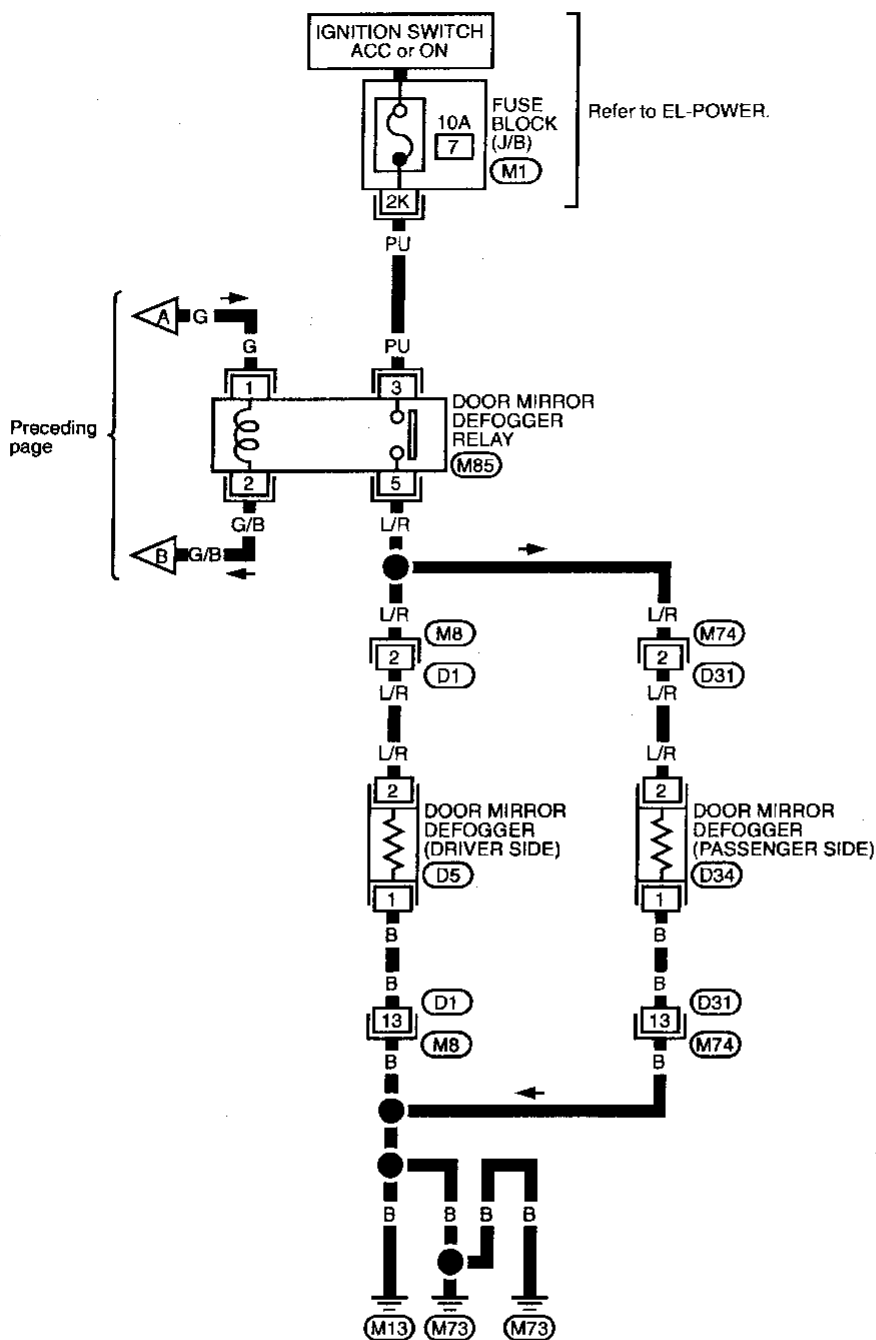 IGNITION SWITCH
ACC or ON
FUSE
BLOCK
(J/B)
10A
7
M1
Refer to EL-POWER.
2K
PU
A
G
G
PU
1
3
DOOR MIRROR
DEFOGGER
RELAY
M85
Preceding
page
2
5
G/B
L/R
B
G/B
L/R
L/R
M8
M74
2
2
D1
D31
L/R
L/R
L/R
L/R
2
2
DOOR MIRROR
DEFOGGER
(DRIVER SIDE)
D5
DOOR MIRROR
DEFOGGER
(PASSENGER SIDE)
D34
1
1
B
B
B
B
D1
D31
13
13
M8
M74
B
B
B
B
B
B
M13
M73
M73